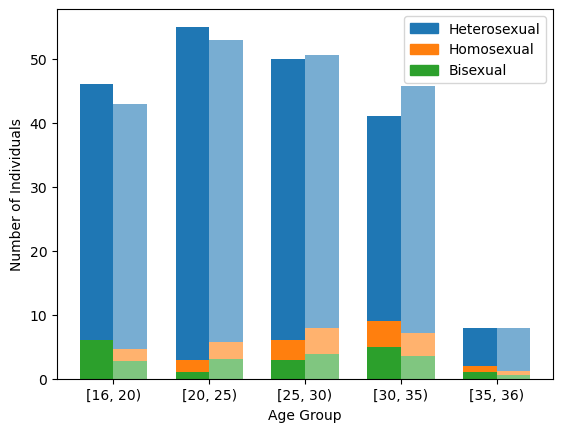 Heterosexual
Homosexual
Bisexual
Number of Individuals
50
40
30
20
10
0
[16, 20)
[20, 25)
[25, 30)
[30, 35)
[35, 36)
Age Group